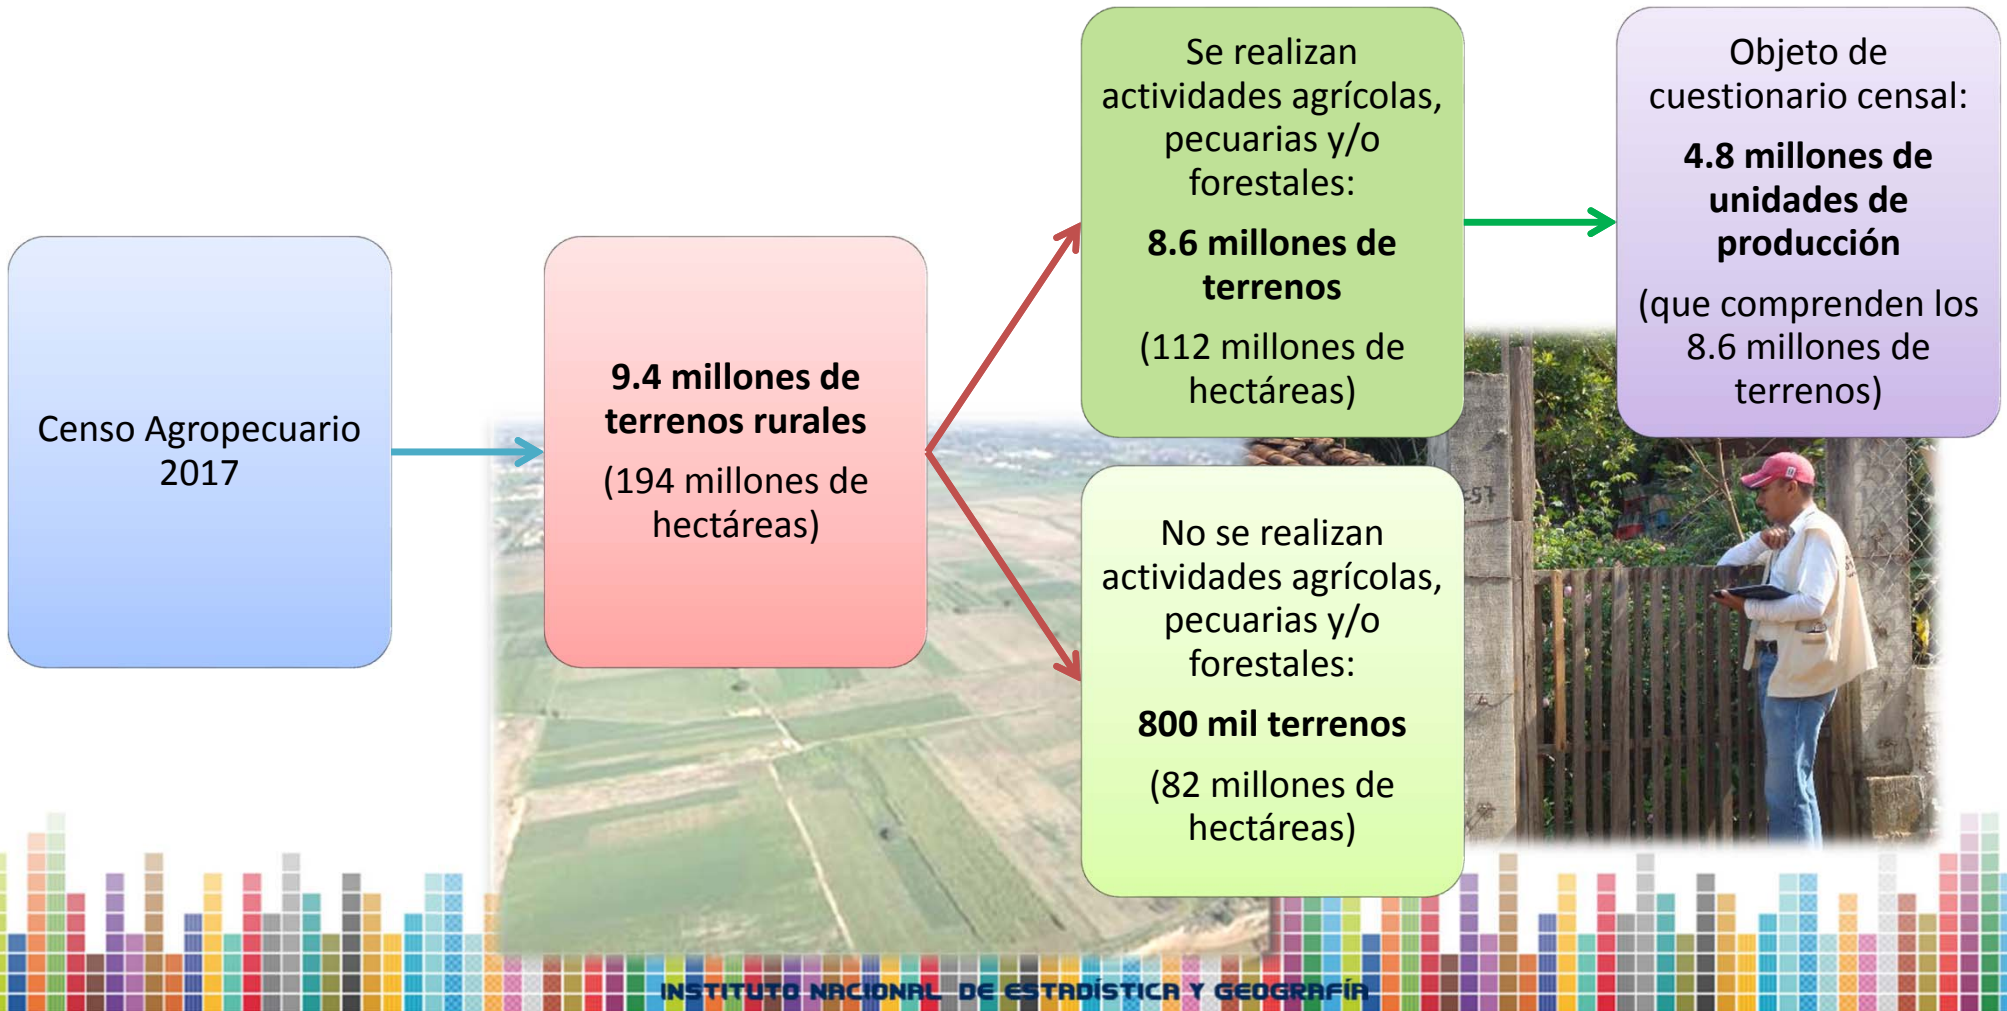 Censo Agropecuario
2017
9.4 millones de
terrenos rurales
(194 millones de
hectáreas)
Se realizan
actividades agrícolas,
pecuarias y/o
forestales:
8.6 millones de
terrenos
(112 millones de
hectáreas)
No se realizan
actividades agrícolas,
pecuarias y/o
forestales:
800 mil terrenos
(82 millones de
hectáreas)
Objeto de
cuestionario censal:
4.8 millones de
unidades de
producción
(que comprenden los
8.6 millones de
terrenos)
-57
INSTITUTO NACIONAL DE ESTADÍSTICA Y GEOGRAFÍA